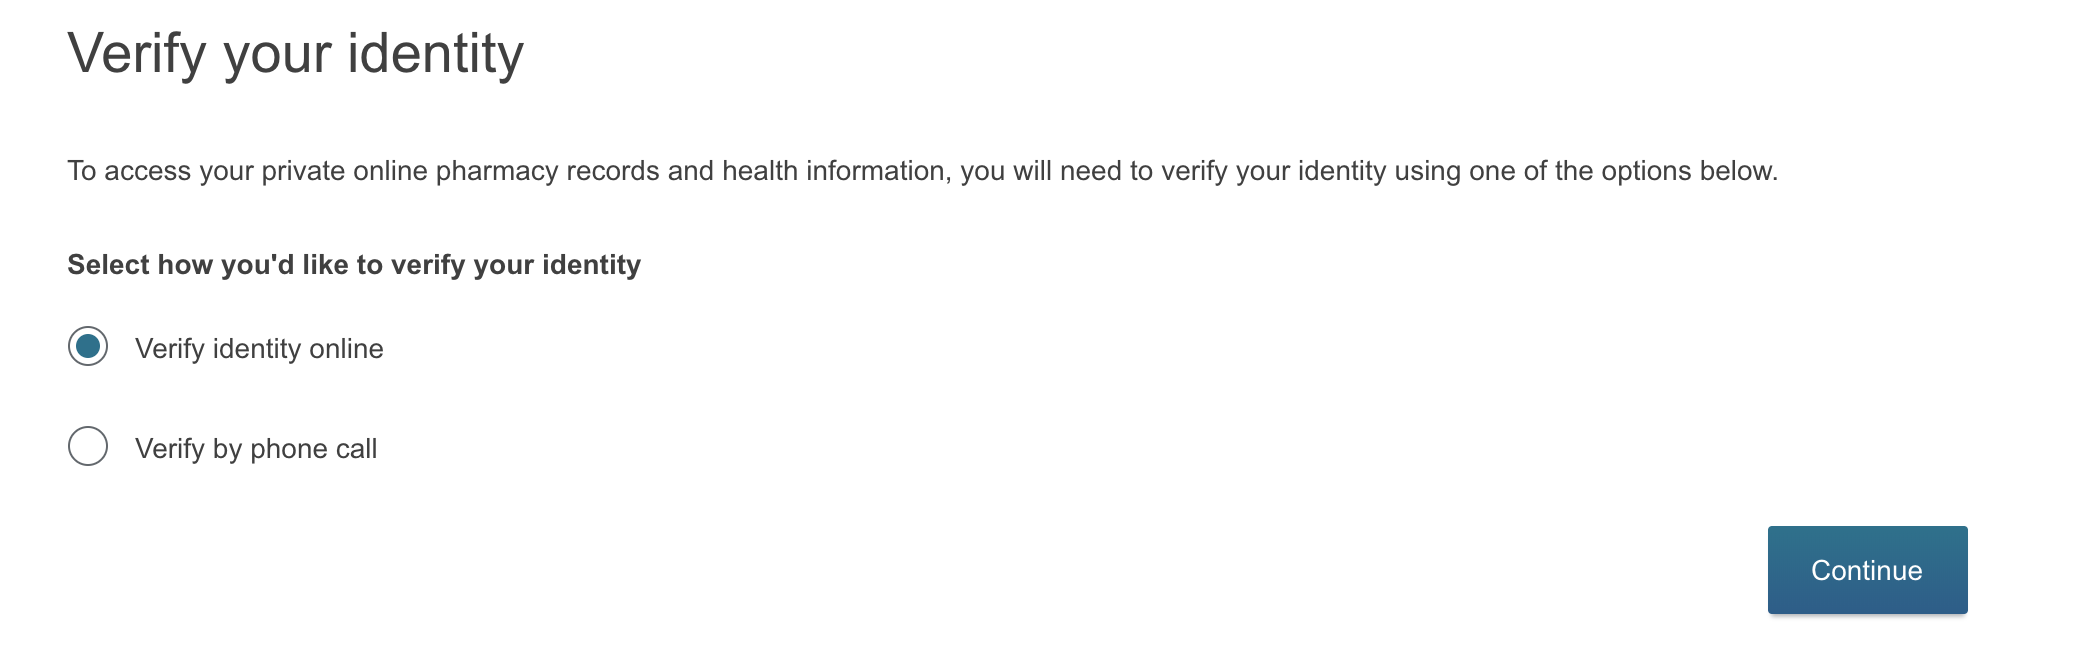 Verify your identity
To access your private online pharmacy records and health information, you will need to verify your identity using one of the options below.
Select how you'd like to verify your identity
Verify identity online
Verify by phone call
Continue